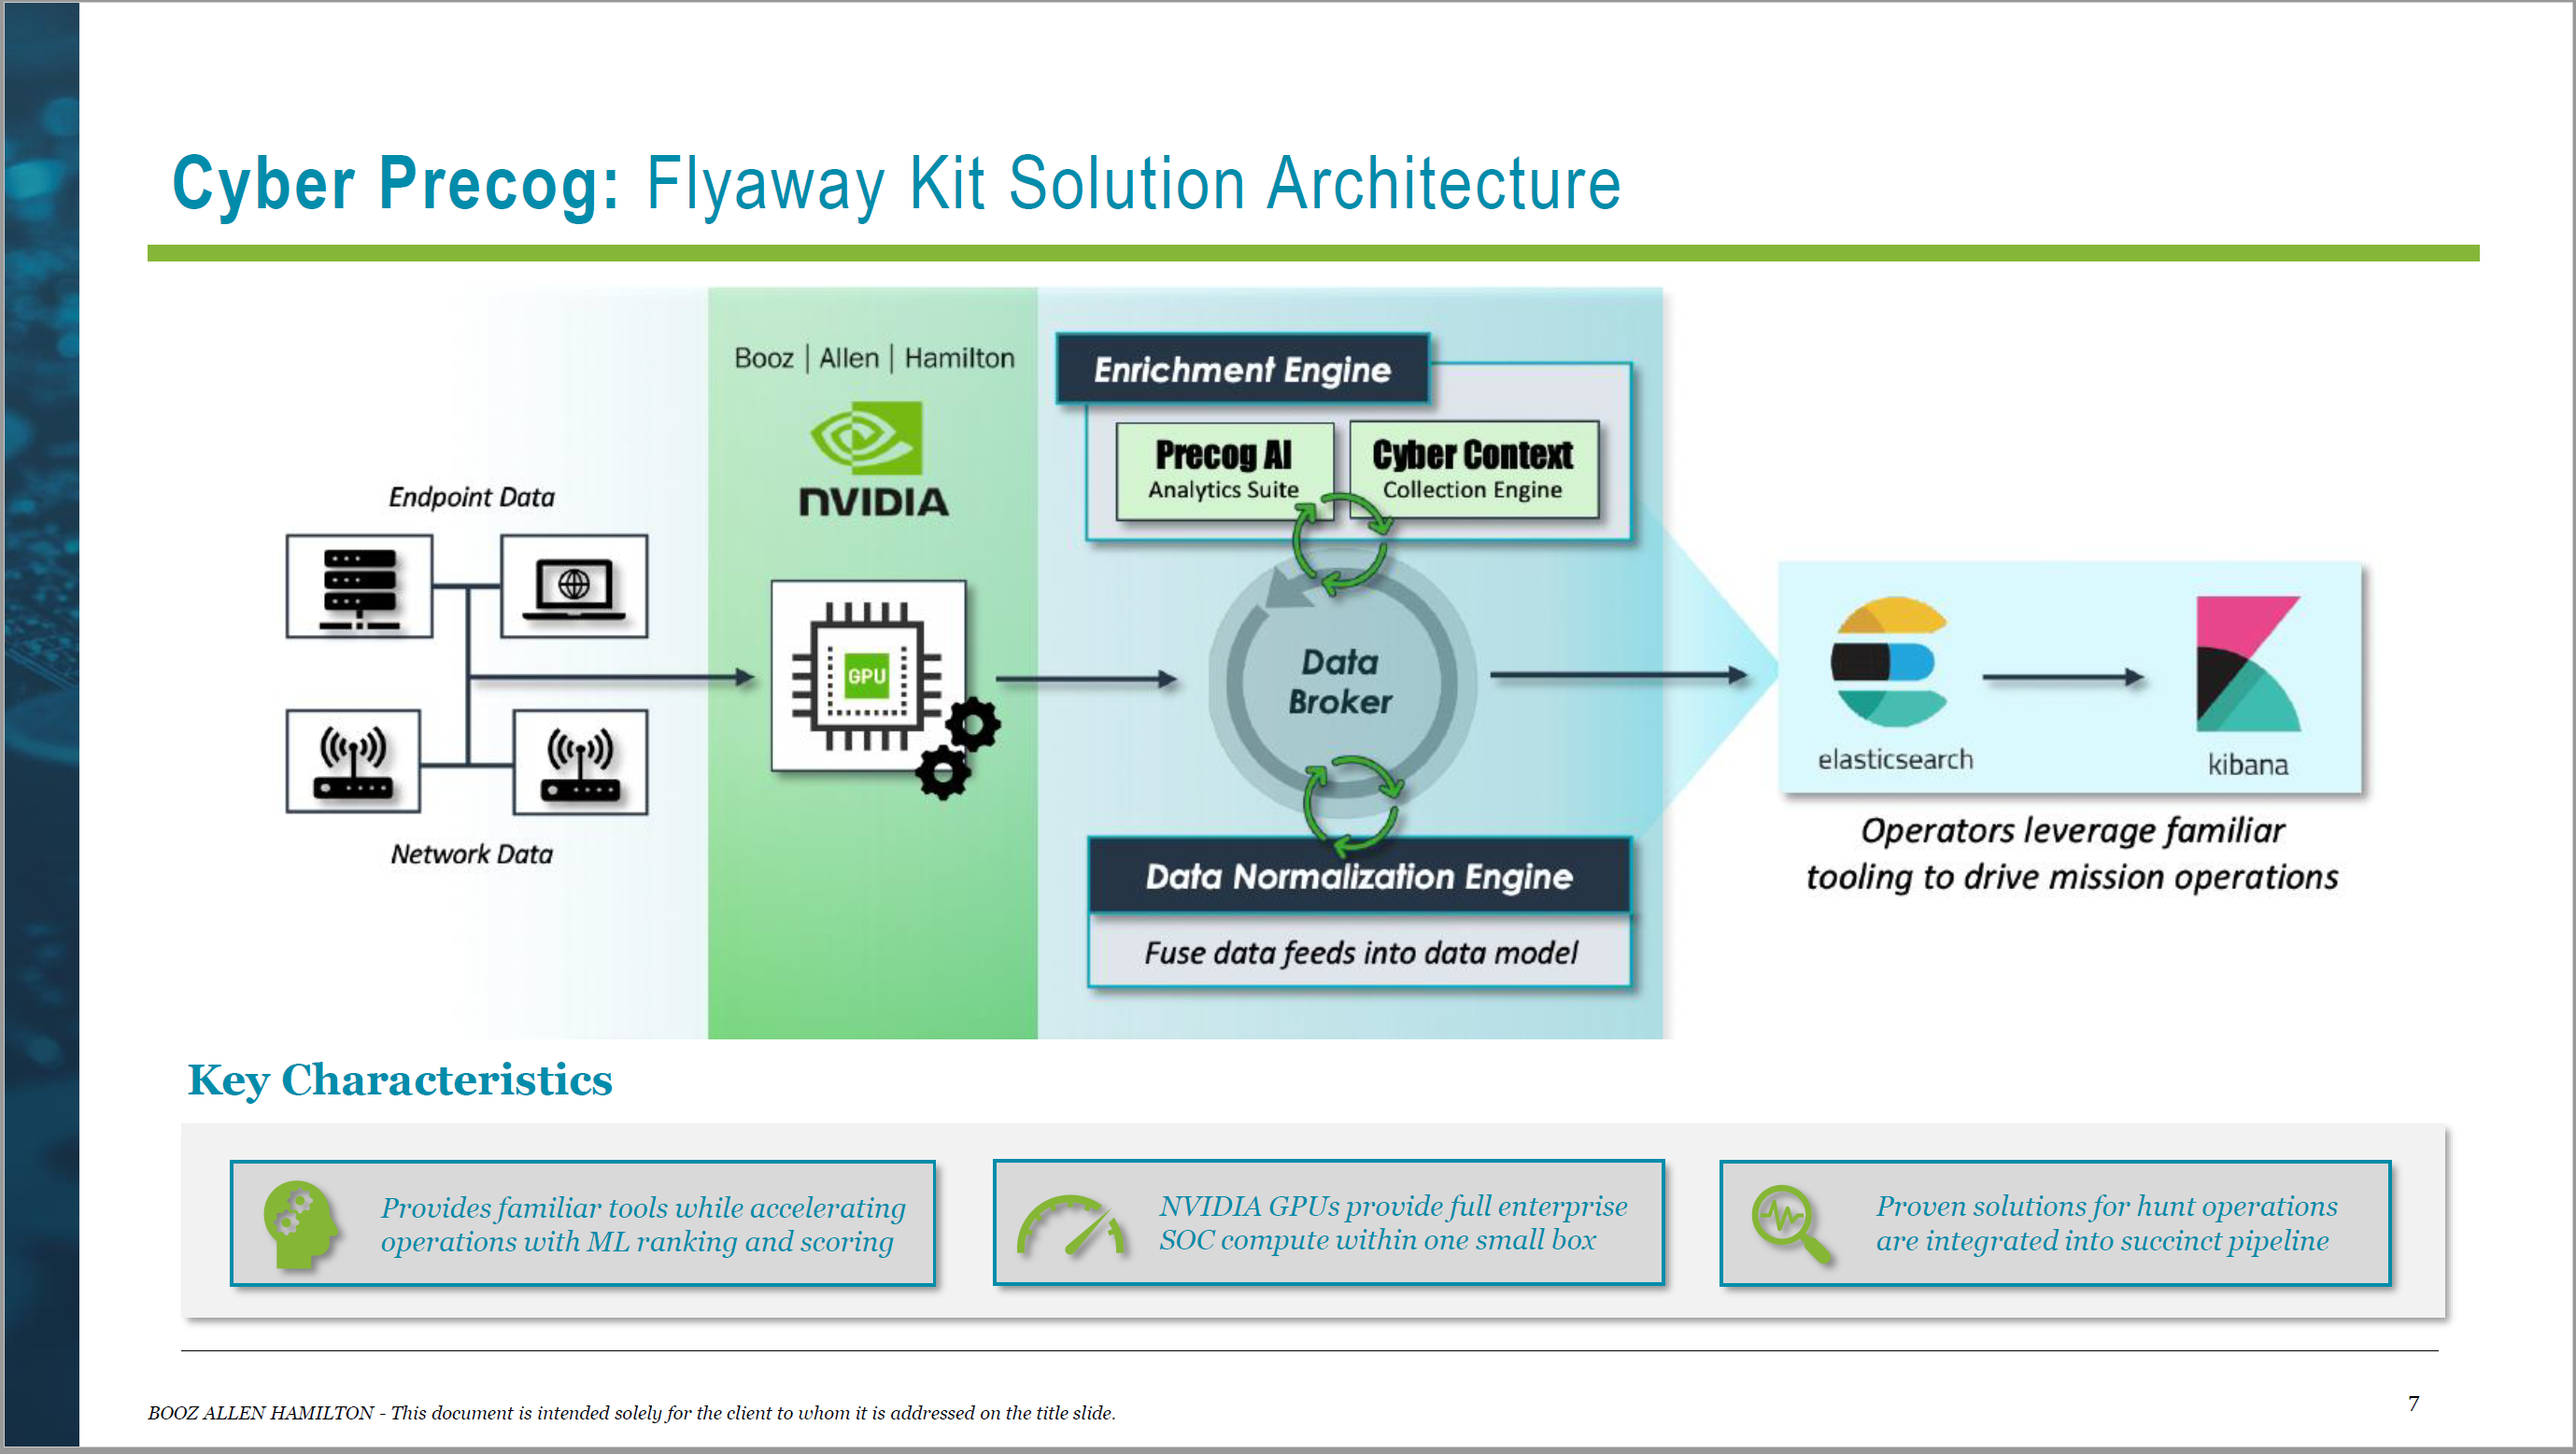 Cyber Precog: Flyaway Kit Solution Architecture
Booz | Allen | Hamilton
NVIDIA
Endpoint Data
Network Data
GPU
Enrichment Engine
Precog AI
Analytics Suite
Cyber Context
Collection Engine
Data
Broker
Data Normalization Engine
Fuse data feeds into data model
elasticsearch
kibana
Operators leverage familiar
tooling to drive mission operations
Key Characteristics
Provides familiar tools while accelerating
operations with ML ranking and scoring
NVIDIA GPUs provide full enterprise
SOC compute within one small box
Proven solutions for hunt operations
are integrated into succinct pipeline
BOOZ ALLEN HAMILTON - This document is intended solely for the client to whom it is addressed on the title slide.
7